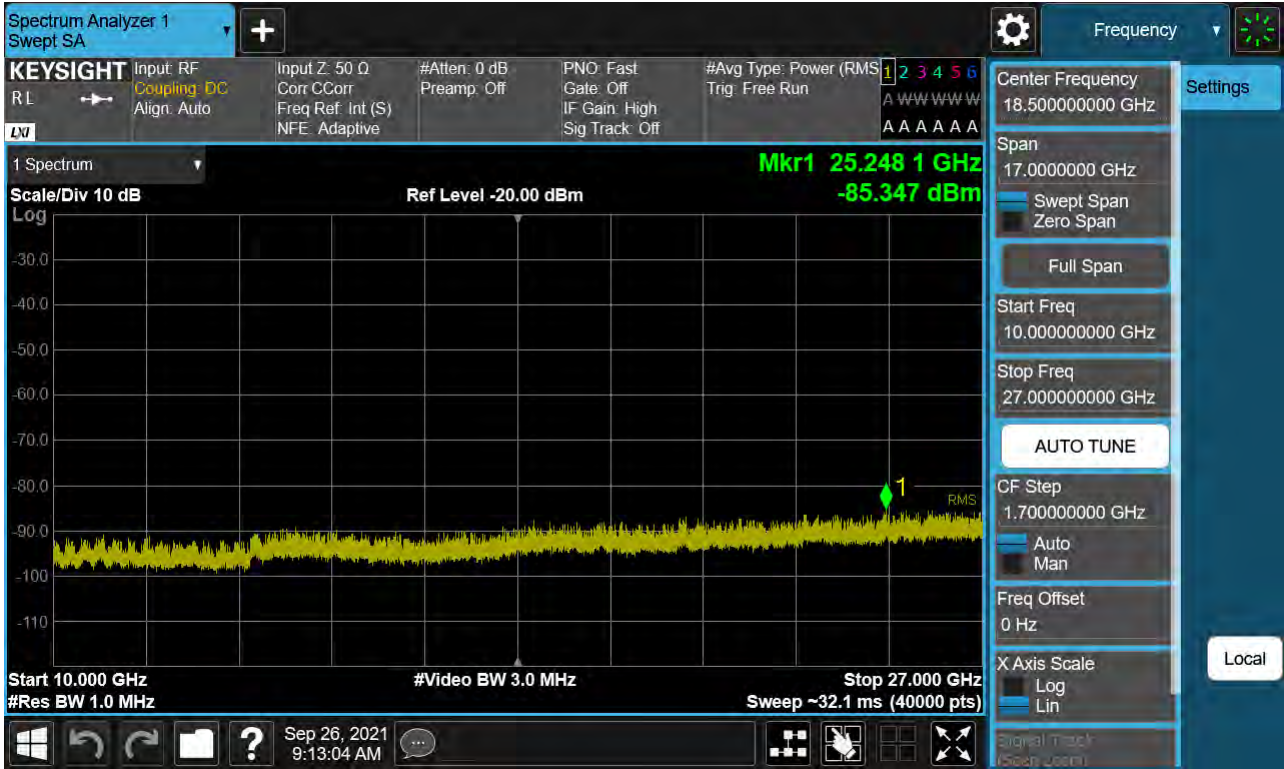 Spectrum Analyzer 1
Swept SA
+
Frequency
KEYSIGHT
R L
LXI
Input: RF
Coupling: DC
Align: Auto
Input Z: 50 Ω
Corr CCorr
Freq Ref: Int (S)
NFE: Adaptive
#Atten: 0 dB
Preamp: Off
PNO: Fast
Gate: Off
IF Gain: High
Sig Track: Off
#Avg Type: Power (RMS
Trig: Free Run
1 2 3 4 5 6
A W W W W W
A A A A A A
1 Spectrum
Scale/Div 10 dB
Log
Ref Level -20.00 dBm
Mkr1 25.248 1 GHz
-85.347 dBm
-30.0
-40.0
-50.0
-60.0
-70.0
-80.0
-90.0
-100
-110
1
RMS
Start 10.000 GHz
#Res BW 1.0 MHz
#Video BW 3.0 MHz
Stop 27.000 GHz
Sweep ~32.1 ms (40000 pts)
Center Frequency
18.500000000 GHz
Span
17.0000000 GHz
Swept Span
Zero Span
Full Span
Start Freq
10.000000000 GHz
Stop Freq
27.000000000 GHz
AUTO TUNE
CF Step
1.700000000 GHz
Auto
Man
Freq Offset
0 Hz
X Axis Scale
Log
Lin
Signal Track
(Span Zoom)
Settings
Local
?
Sep 26, 2021
9:13:04 AM